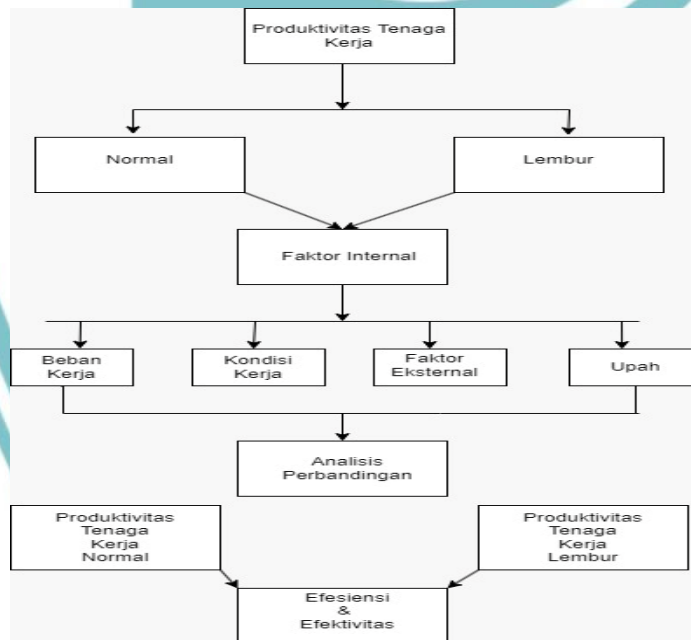 Produktivitas Tenaga
Kerja
Normal
Lembur
Faktor Internal
Beban
Kerja
Kondisi
Kerja
Faktor
Eksternal
Upah
Analisis
Perbandingan
Produktivitas
Tenaga
Kerja
Normal
Produktivitas
Tenaga
Kerja
Lembur
Efesiensi
&
Efektivitas